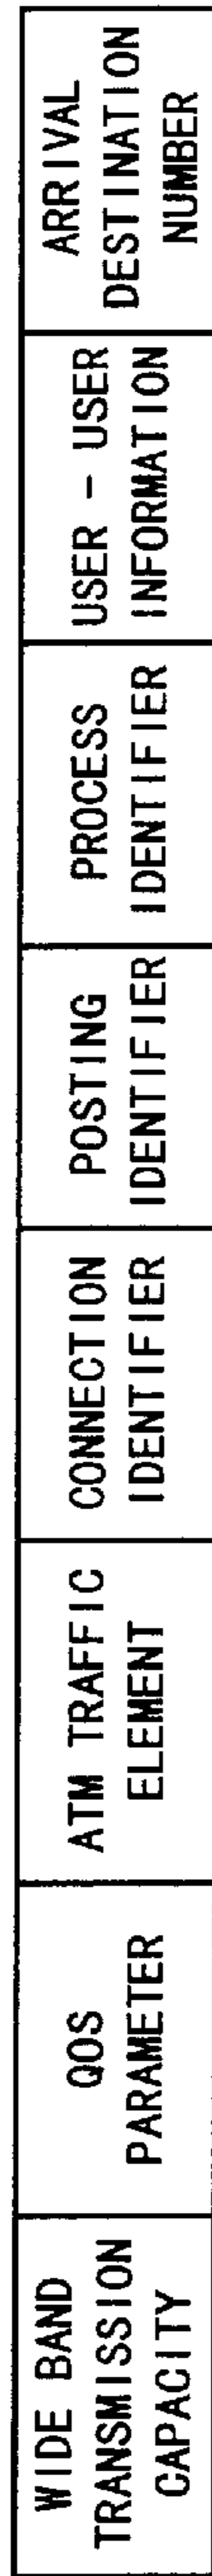 WIDE BAND
TRANSMISSION
CAPACITY
QOS
PARAMETER
ATM TRAFFIC
ELEMENT
CONNECTION
IDENTIFIER
POSTING
IDENTIFIER
PROCESS
IDENTIFIER
USER - USER
INFORMATION
ARRIVAL
DESTINATION
NUMBER